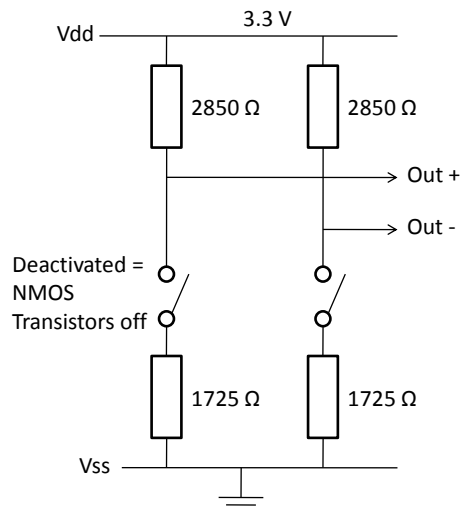 3.3 V
Vdd
2850 Ω
2850 Ω
Out +
Out -
Deactivated =
NMOS
Transistors off
1725 Ω
1725 Ω
Vss